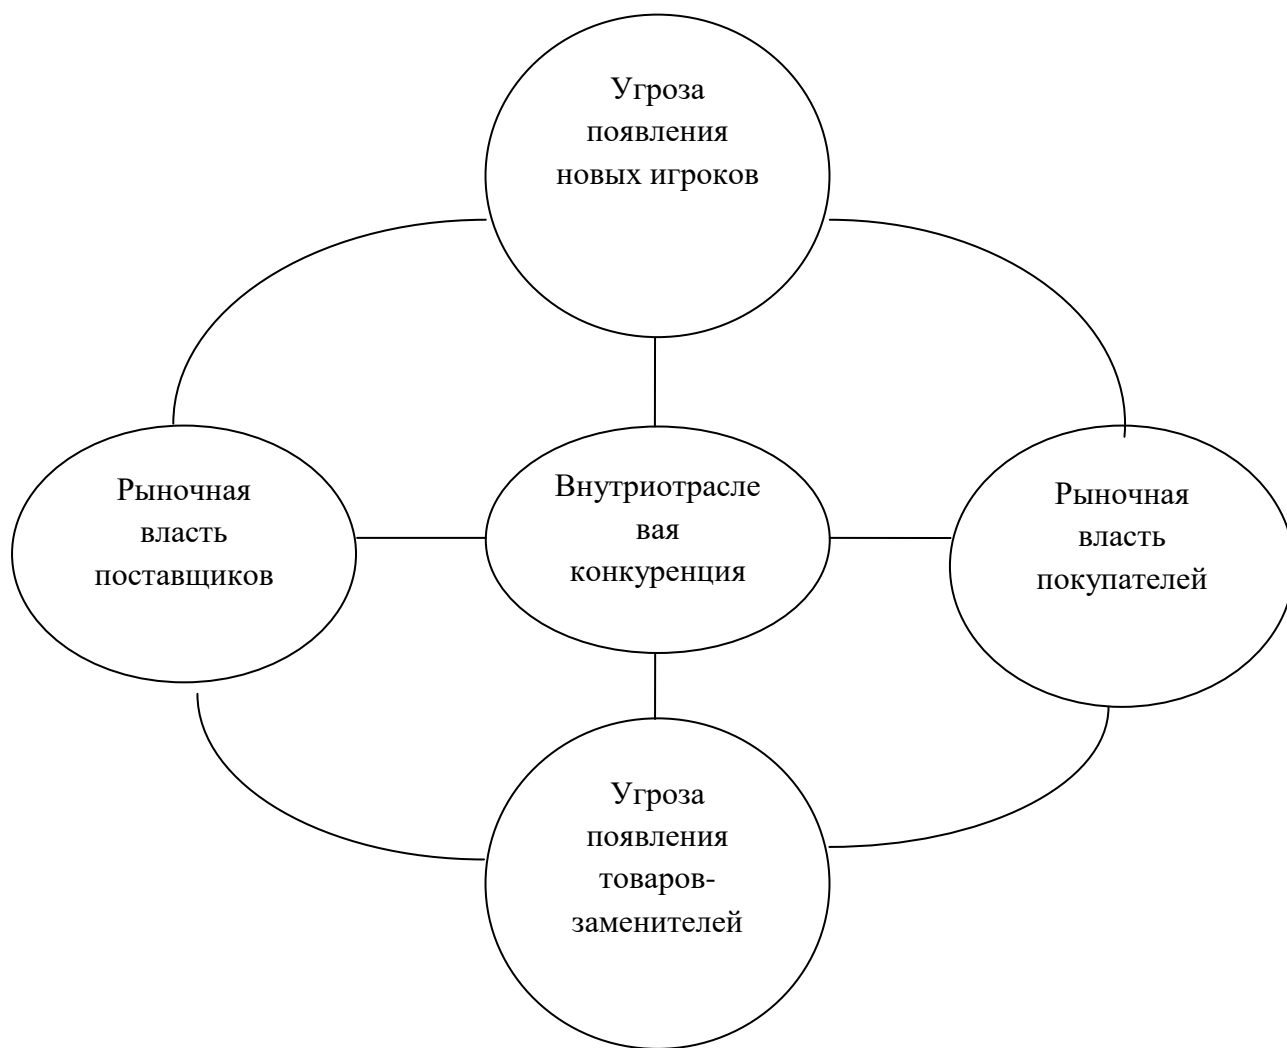 Угроза
появления
новых игроков
Рыночная
власть
поставщиков
Внутриотрасле
вая
конкуренция
Рыночная
власть
покупателей
Угроза
появления
товаров-
заменителей